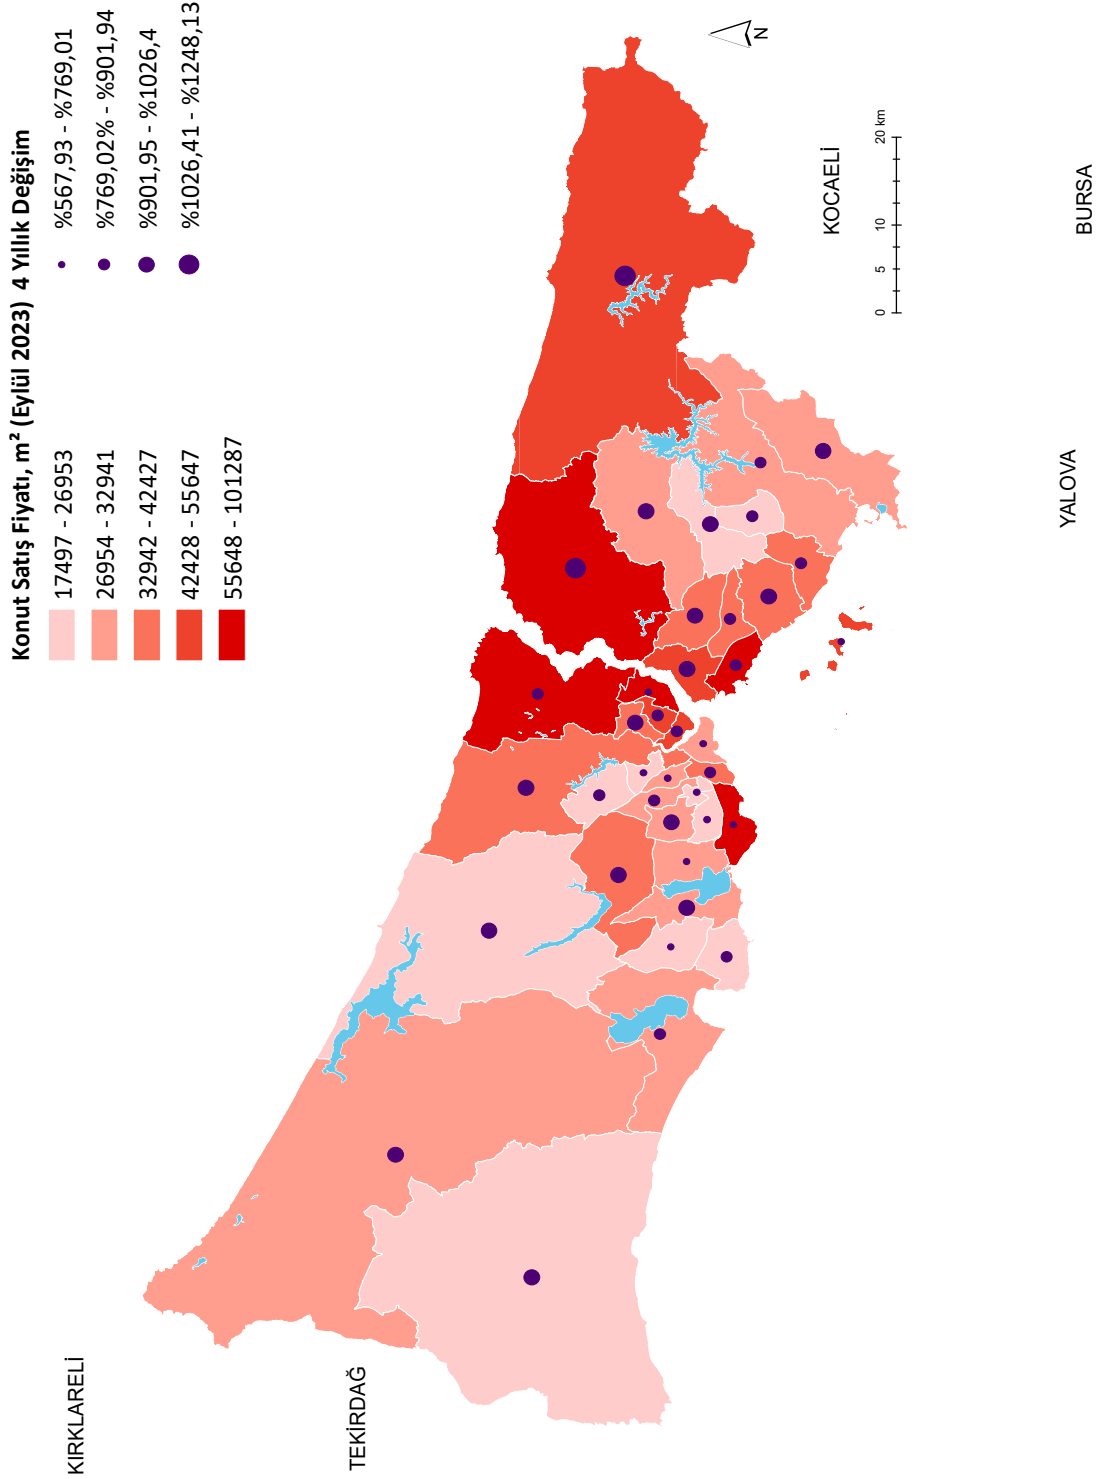 Konut Satış Fiyatı, m² (Eylül 2023)
17497 - 26953
26954 - 32941
32942 - 42427
42428 - 55647
55648 - 101287
4 Yıllık Değişim
%567,93 - %769,01
%769,02% - %901,94
%901,95 - %1026,4
%1026,41 - %1248,13
N
KIRKLARELİ
TEKİRDAĞ
KOCAELİ
0 5 10 20 km
YALOVA
BURSA